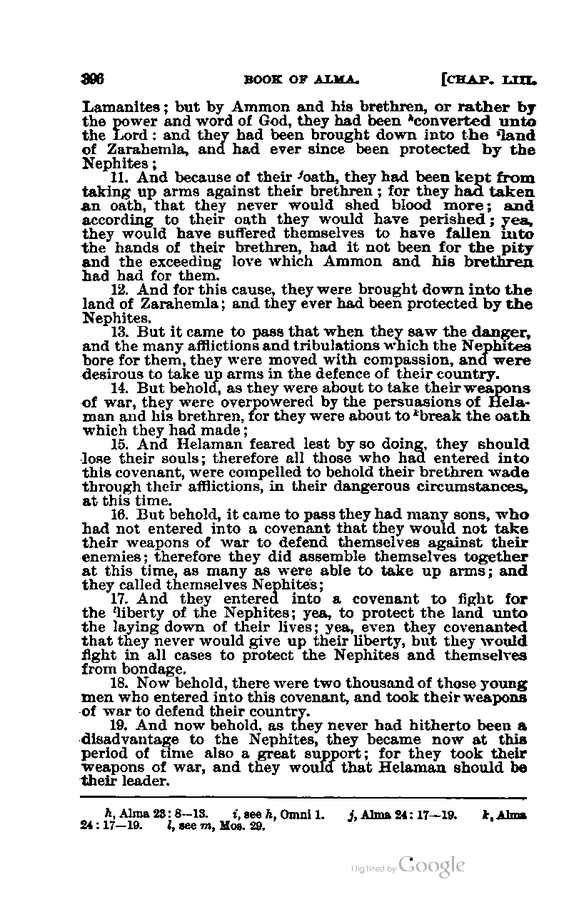 396 BOOK OF ALMA. [CHAP. LIII.
Lamanites; but by Ammon and his brethren, or rather by
the power and word of God, they had been ʰconverted unto
the Lord: and they had been brought down into the ⁱland
of Zarahemla, and had ever since been protected by the
Nephites;
11. And because of their ʲoath, they had been kept from
taking up arms against their brethren; for they had taken
an oath, that they never would shed blood more; and
according to their oath they would have perished; yea,
they would have suffered themselves to have fallen into
the hands of their brethren, had it not been for the pity
and the exceeding love which Ammon and his brethren
had had for them.
12. And for this cause, they were brought down into the
land of Zarahemla; and they ever had been protected by the
Nephites.
13. But it came to pass that when they saw the danger,
and the many afflictions and tribulations which the Nephites
bore for them, they were moved with compassion, and were
desirous to take up arms in the defence of their country.
14. But behold, as they were about to take their weapons
of war, they were overpowered by the persuasions of Hela-
man and his brethren, for they were about to ᵏbreak the oath
which they had made;
15. And Helaman feared lest by so doing, they should
lose their souls; therefore all those who had entered into
this covenant, were compelled to behold their brethren wade
through their afflictions, in their dangerous circumstances,
at this time.
16. But behold, it came to pass they had many sons, who
had not entered into a covenant that they would not take
their weapons of war to defend themselves against their
enemies; therefore they did assemble themselves together
at this time, as many as were able to take up arms; and
they called themselves Nephites;
17. And they entered into a covenant to fight for
the ˡliberty of the Nephites; yea, to protect the land unto
the laying down of their lives; yea, even they covenanted
that they never would give up their liberty, but they would
fight in all cases to protect the Nephites and themselves
from bondage.
18. Now behold, there were two thousand of those young
men who entered into this covenant, and took their weapons
of war to defend their country.
19. And now behold, as they never had hitherto been a
disadvantage to the Nephites, they became now at this
period of time also a great support; for they took their
weapons of war, and they would that Helaman should be
their leader.
h, Alma 23: 8—13. i, see h, Omni 1. j, Alma 24: 17—19. k, Alma
24: 17—19. l, see m, Mos. 29.
Digitized by Google